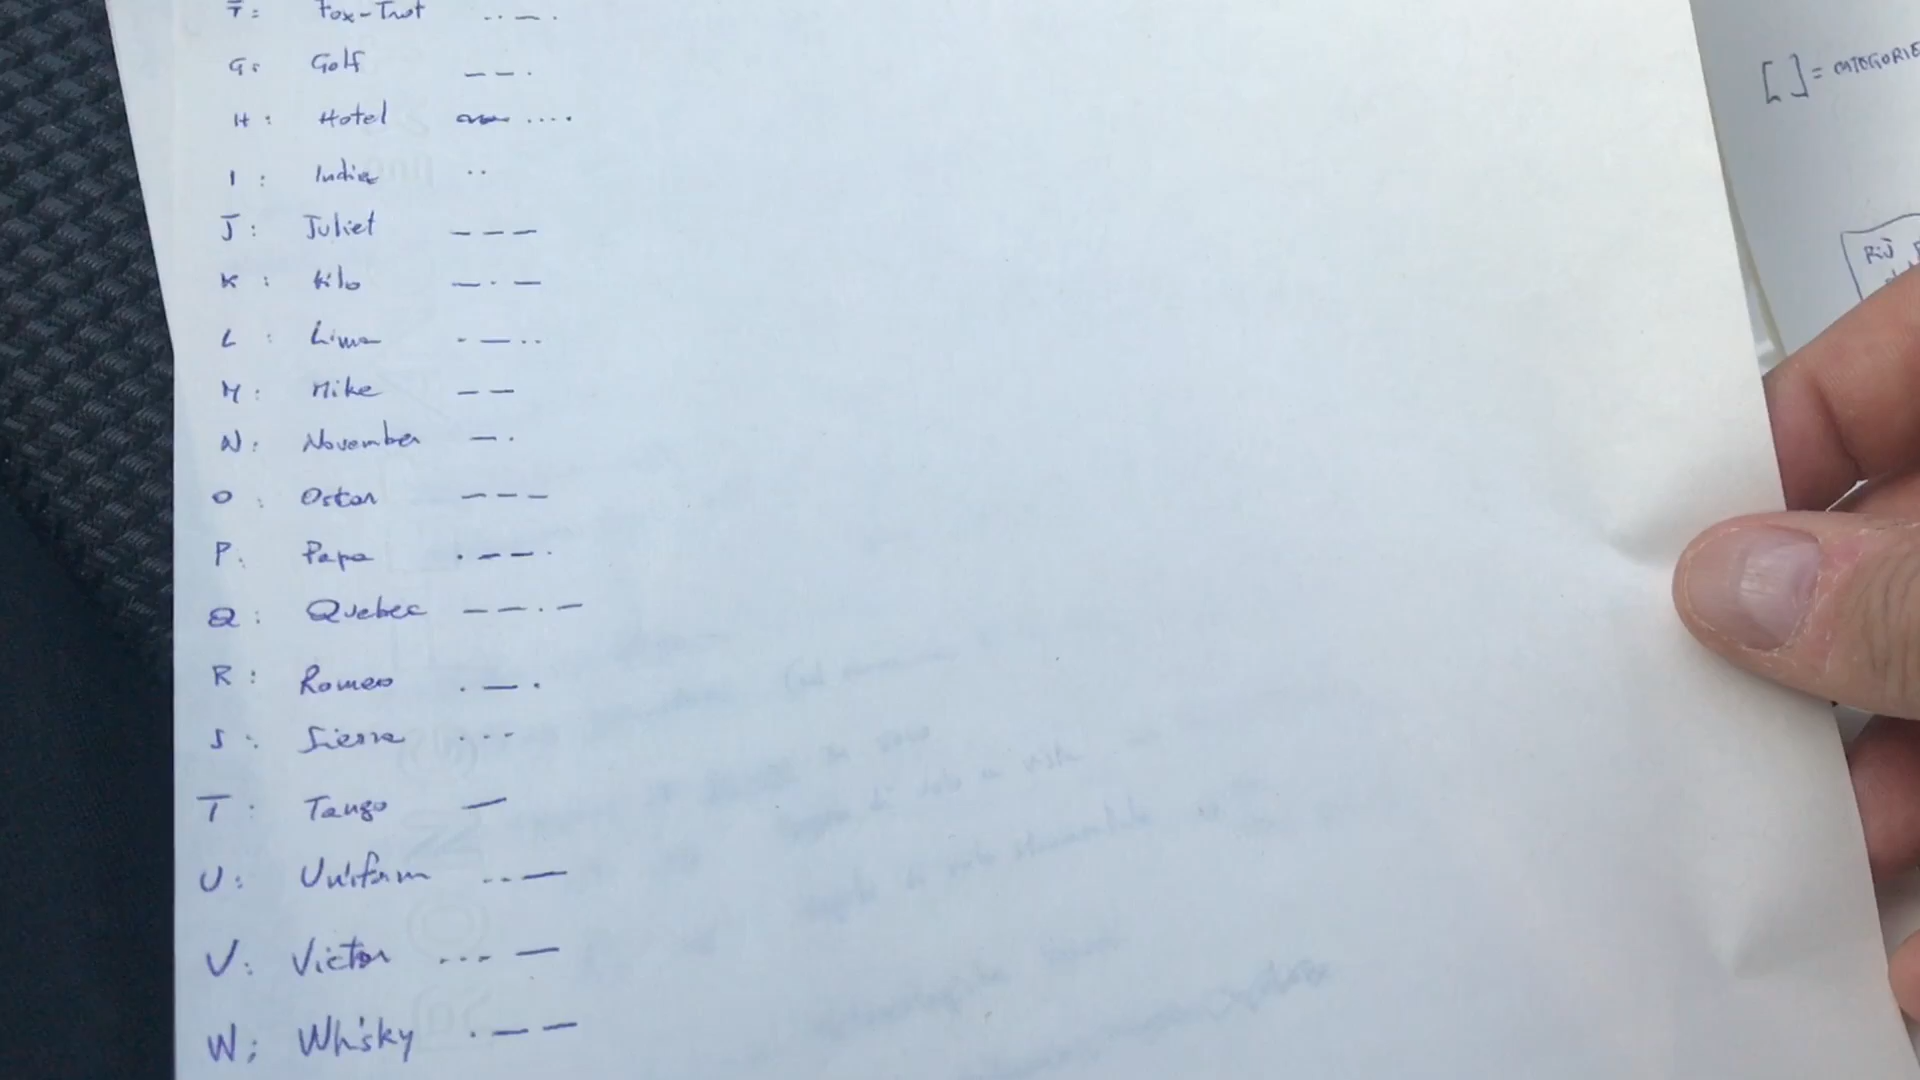 F: Fox-Trot ..—.
G: Golf ——.
H: Hotel ....
I: India ..
J: Juliet ———
K: Kilo —.—
L: Lima .—..
M: Mike ——
N: November —.
O: Oscar ———
P. Papa .——.
Q: Quebec ——.—
R: Romeo .—.
S: Sierra ...
T: Tango —
U: Uniform ..—
V: Victor ...—
W: Whisky .——
[ ] = CATEGORIE